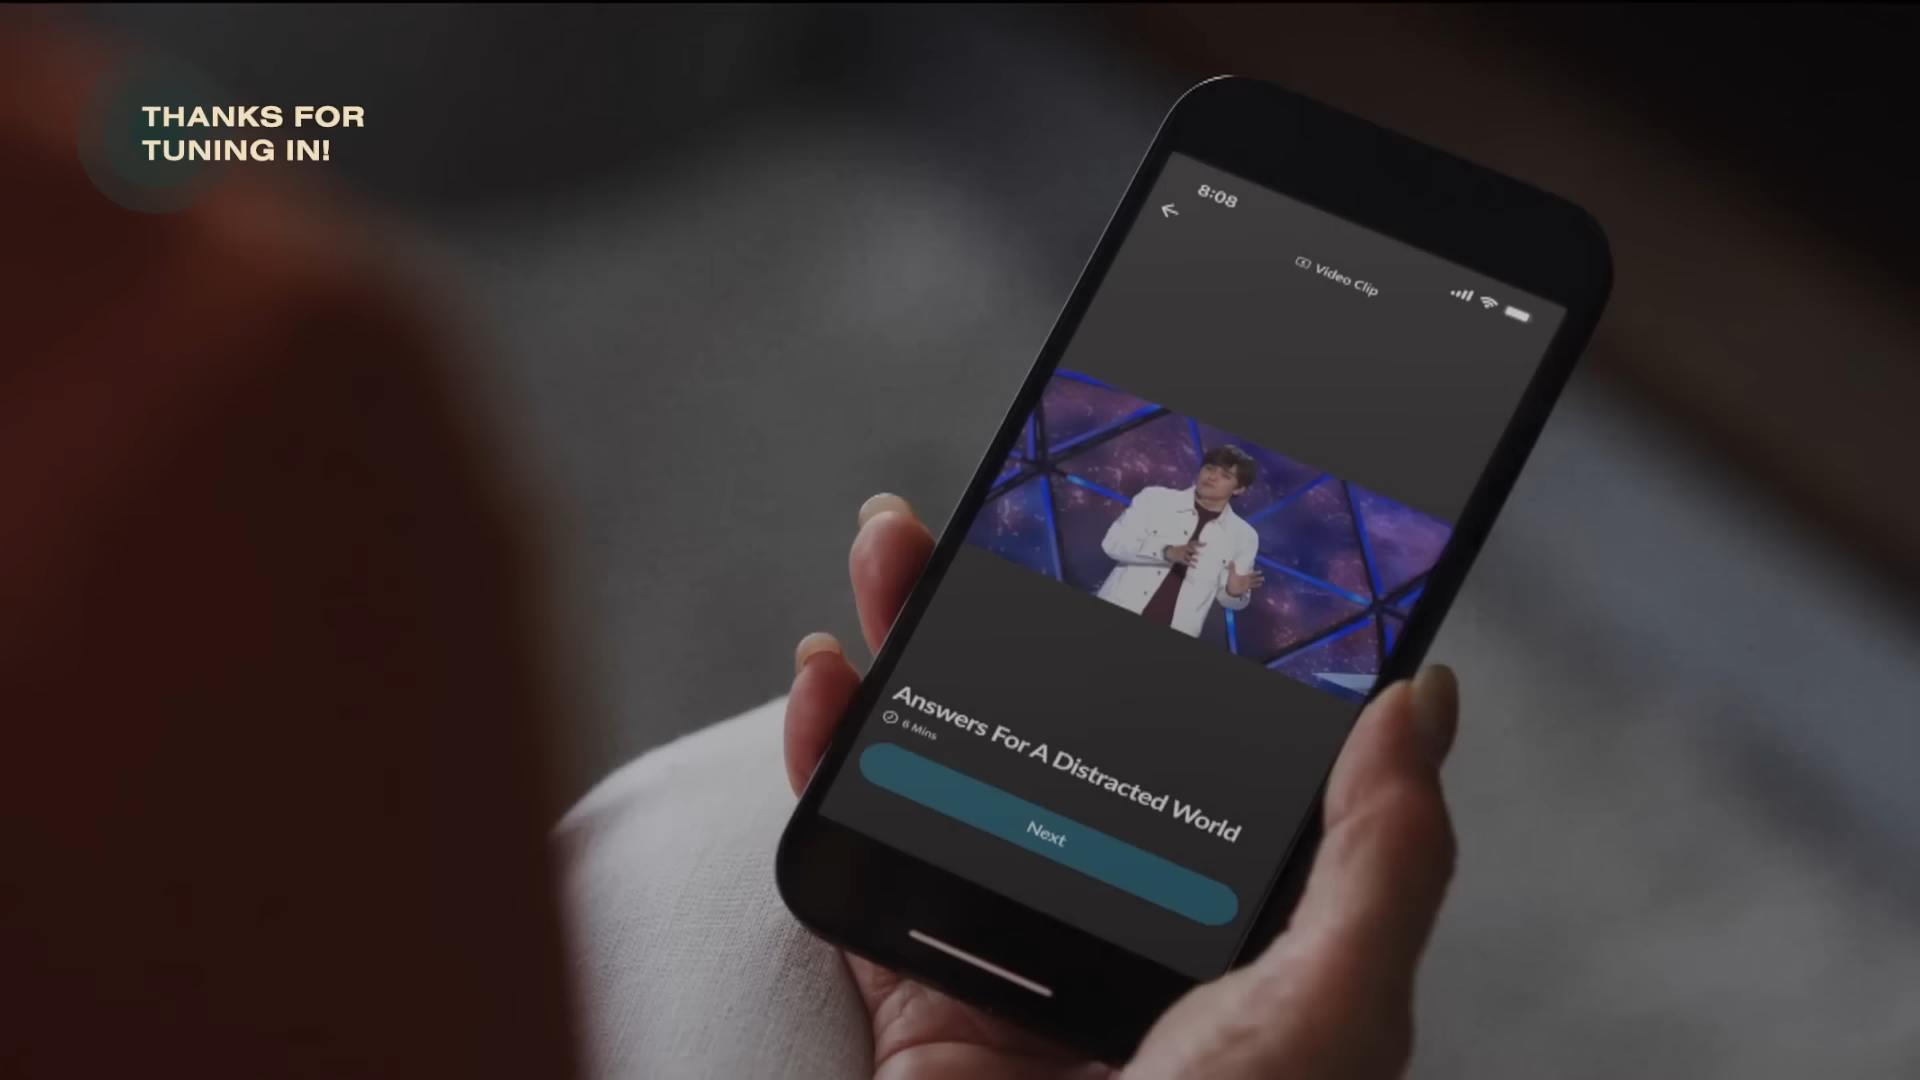 THANKS FOR
TUNING IN!
8:08
Video Clip
Answers For A Distracted World
6 Mins
Next